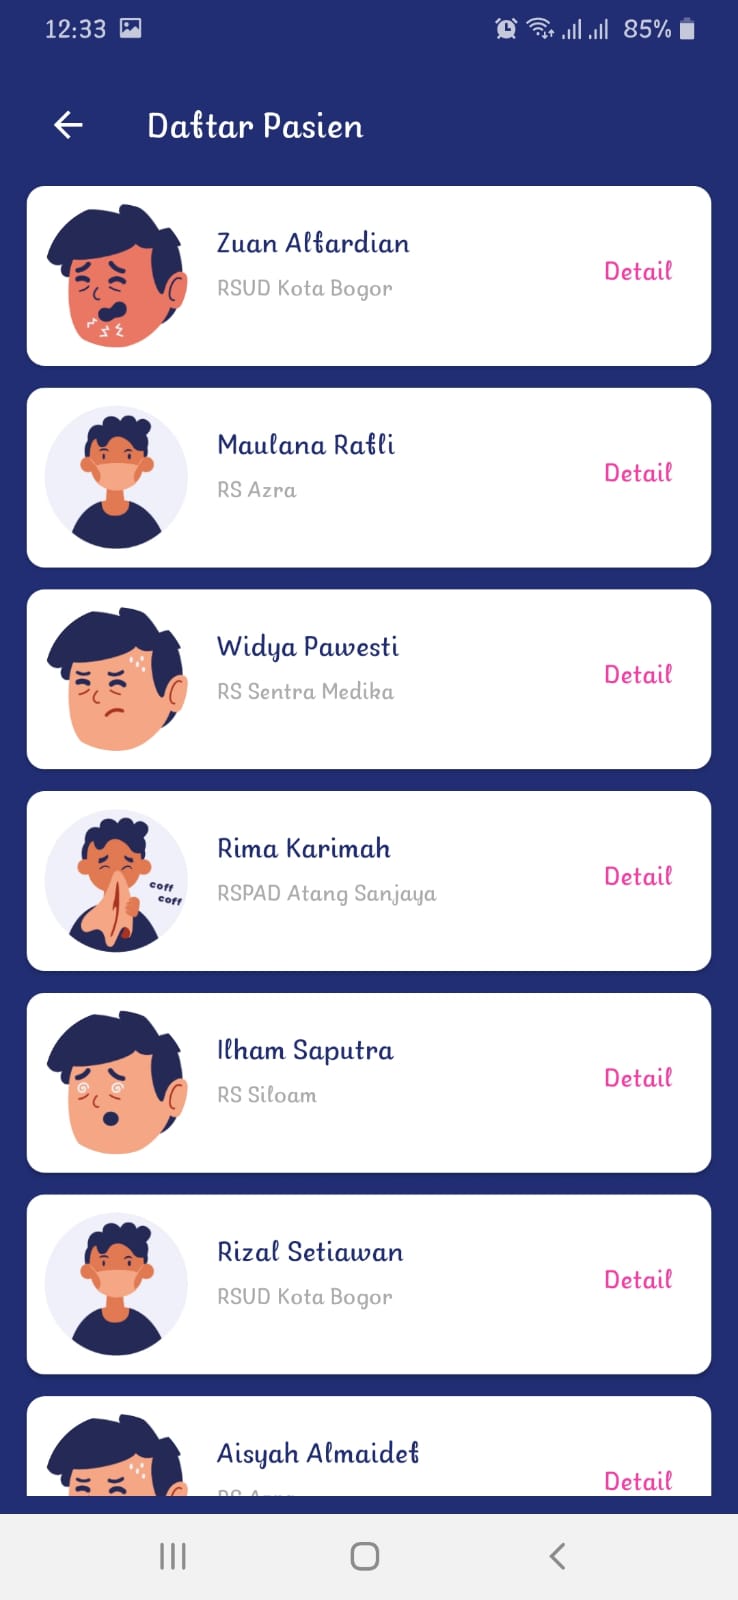 12:33
85%
Daftar Pasien
Zuan Alfardian
RSUD Kota Bogor
Detail
Maulana Rafli
RS Azra
Detail
Widya Pawesti
RS Sentra Medika
Detail
Rima Karimah
RSPAD Atang Sanjaya
Detail
coff
coff
Ilham Saputra
RS Siloam
Detail
Rizal Setiawan
RSUD Kota Bogor
Detail
Aisyah Almaidef
Detail